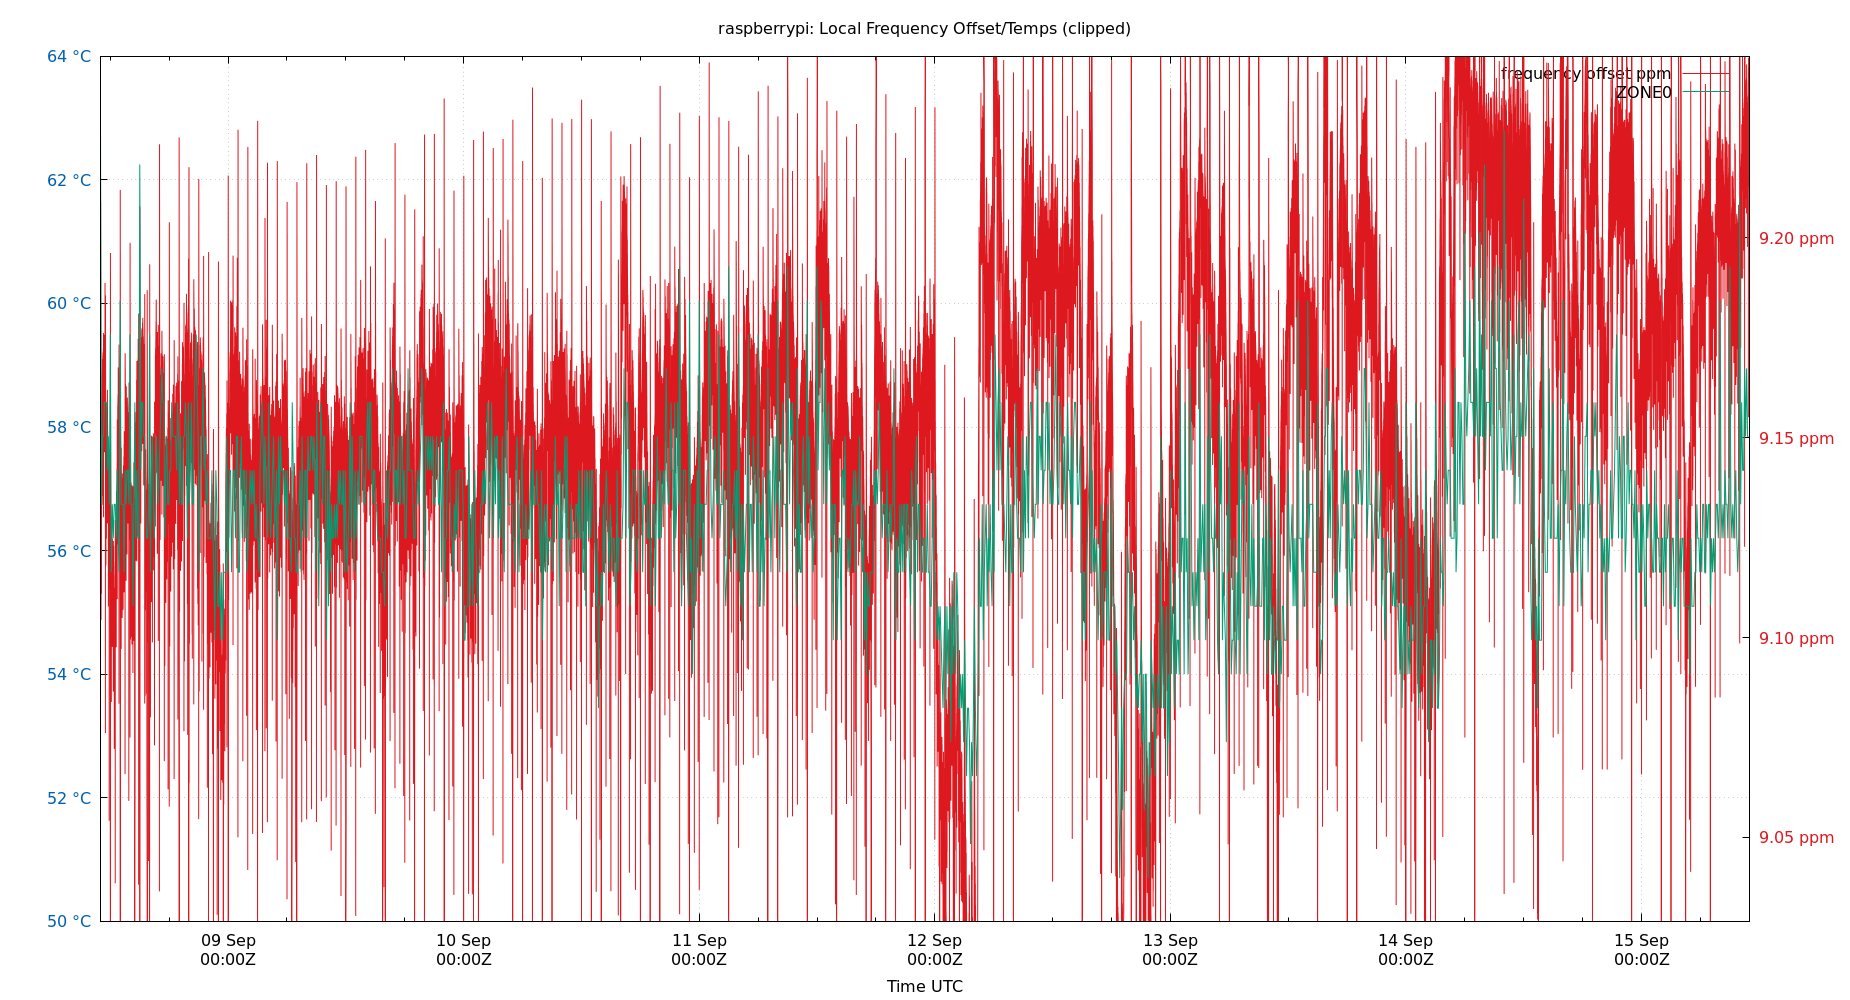 raspberrypi: Local Frequency Offset/Temps (clipped)
64 °C
62 °C
60 °C
58 °C
56 °C
54 °C
52 °C
50 °C
frequency offset ppm
ZONE0
9.20 ppm
9.15 ppm
9.10 ppm
9.05 ppm
09 Sep
00:00Z
10 Sep
00:00Z
11 Sep
00:00Z
12 Sep
00:00Z
13 Sep
00:00Z
14 Sep
00:00Z
15 Sep
00:00Z
Time UTC